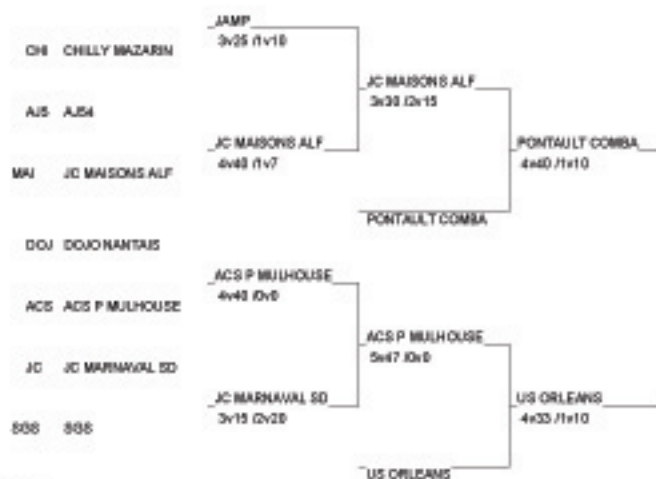 JAMP
3v25 /1v10
CHI CHILLY MAZARIN
JC MAISONS ALF
3v30 /2v15
AJ5 AJ54
JC MAISONS ALF
4v40 /1v7
PONTAULT COMBA
4v40 /1v10
MAI JC MAISONS ALF
PONTAULT COMBA
DOJ DOJO NANTAIS
ACS P MULHOUSE
4v40 /0v0
ACS ACS P MULHOUSE
ACS P MULHOUSE
5v47 /0v0
JC JC MARNAVAL SD
JC MARNAVAL SD
3v15 /2v20
US ORLEANS
4v33 /1v10
SGS SGS
US ORLEANS